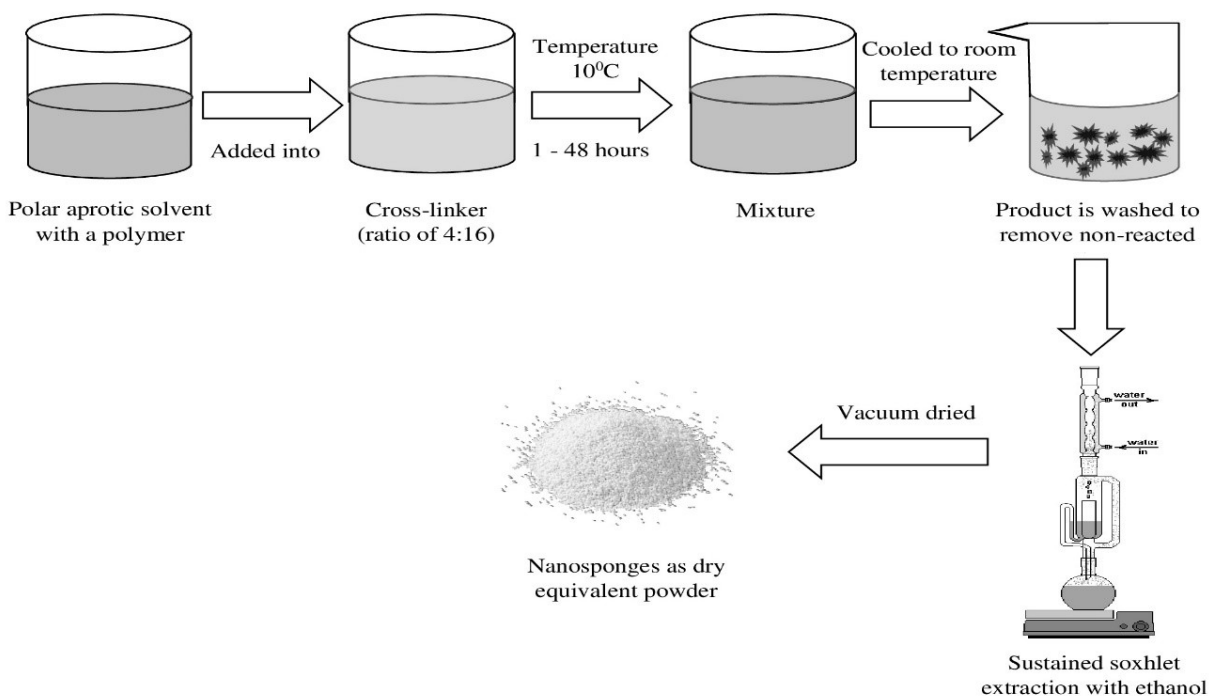 Polar aprotic solvent
with a polymer
Added into
Cross-linker
(ratio of 4:16)
Temperature
10⁰C
1 - 48 hours
Mixture
Cooled to room
temperature
Product is washed to
remove non-reacted
water
out
water
in
Sustained soxhlet
extraction with ethanol
Vacuum dried
Nanosponges as dry
equivalent powder